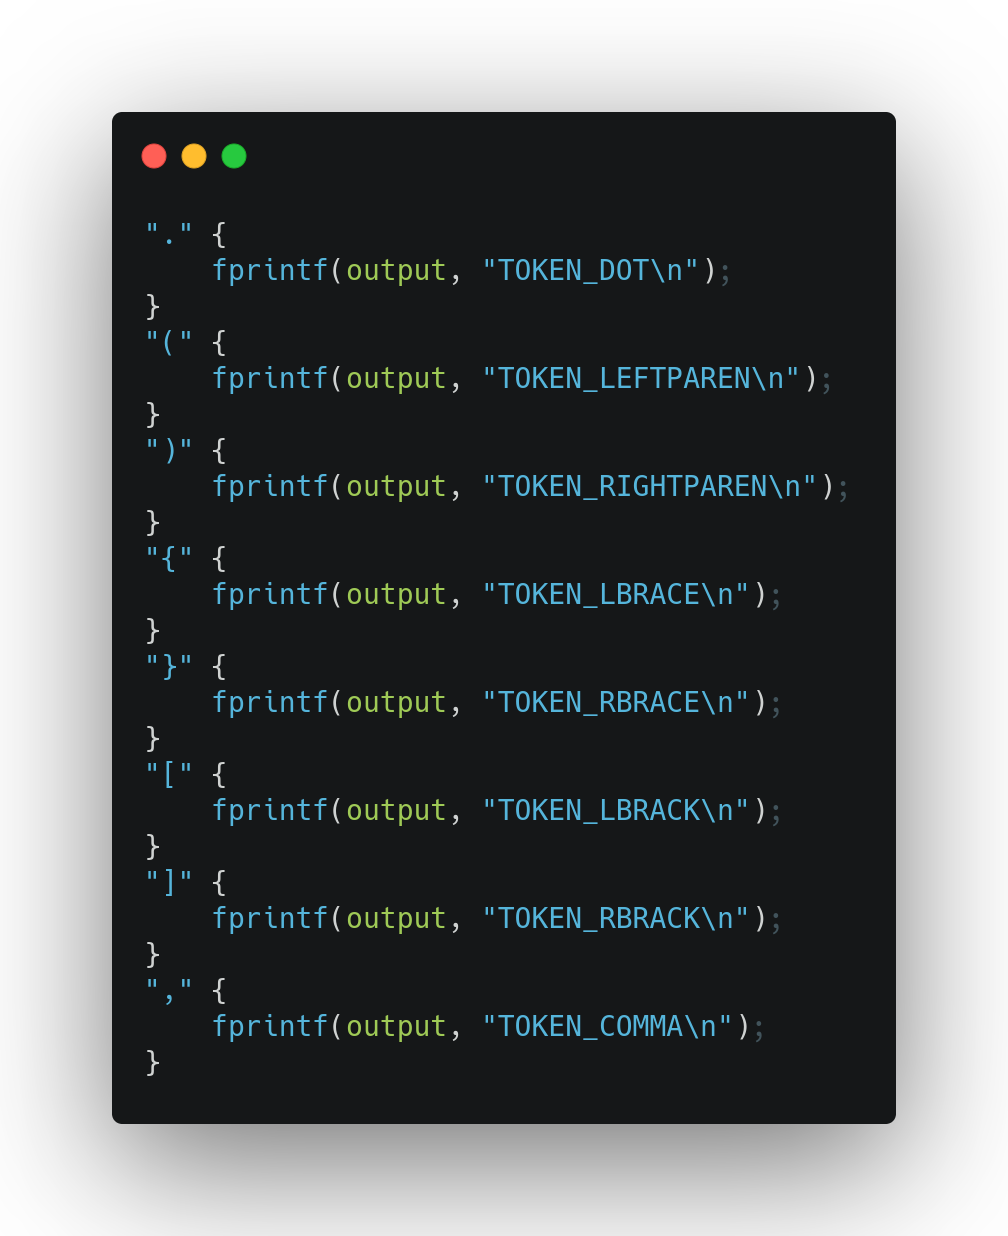 "." {
    fprintf(output, "TOKEN_DOT\n");
}
"(" {
    fprintf(output, "TOKEN_LEFTPAREN\n");
}
")" {
    fprintf(output, "TOKEN_RIGHTPAREN\n");
}
"{" {
    fprintf(output, "TOKEN_LBRACE\n");
}
"}" {
    fprintf(output, "TOKEN_RBRACE\n");
}
"[" {
    fprintf(output, "TOKEN_LBRACK\n");
}
"]" {
    fprintf(output, "TOKEN_RBRACK\n");
}
"," {
    fprintf(output, "TOKEN_COMMA\n");
}